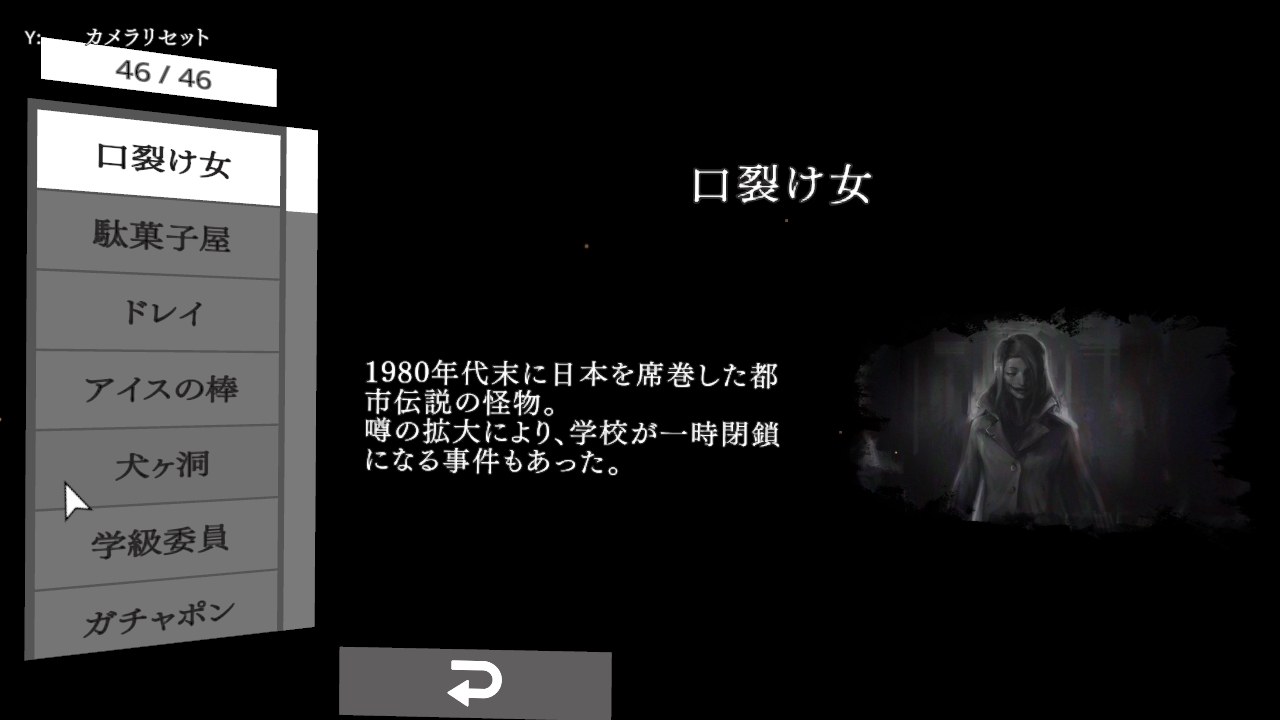 Y:　カメラリセット
46 / 46
口裂け女
駄菓子屋
ドレイ
アイスの棒
犬ヶ洞
学級委員
ガチャポン
口裂け女
1980年代末に日本を席巻した都
市伝説の怪物。
噂の拡大により、学校が一時閉鎖
になる事件もあった。